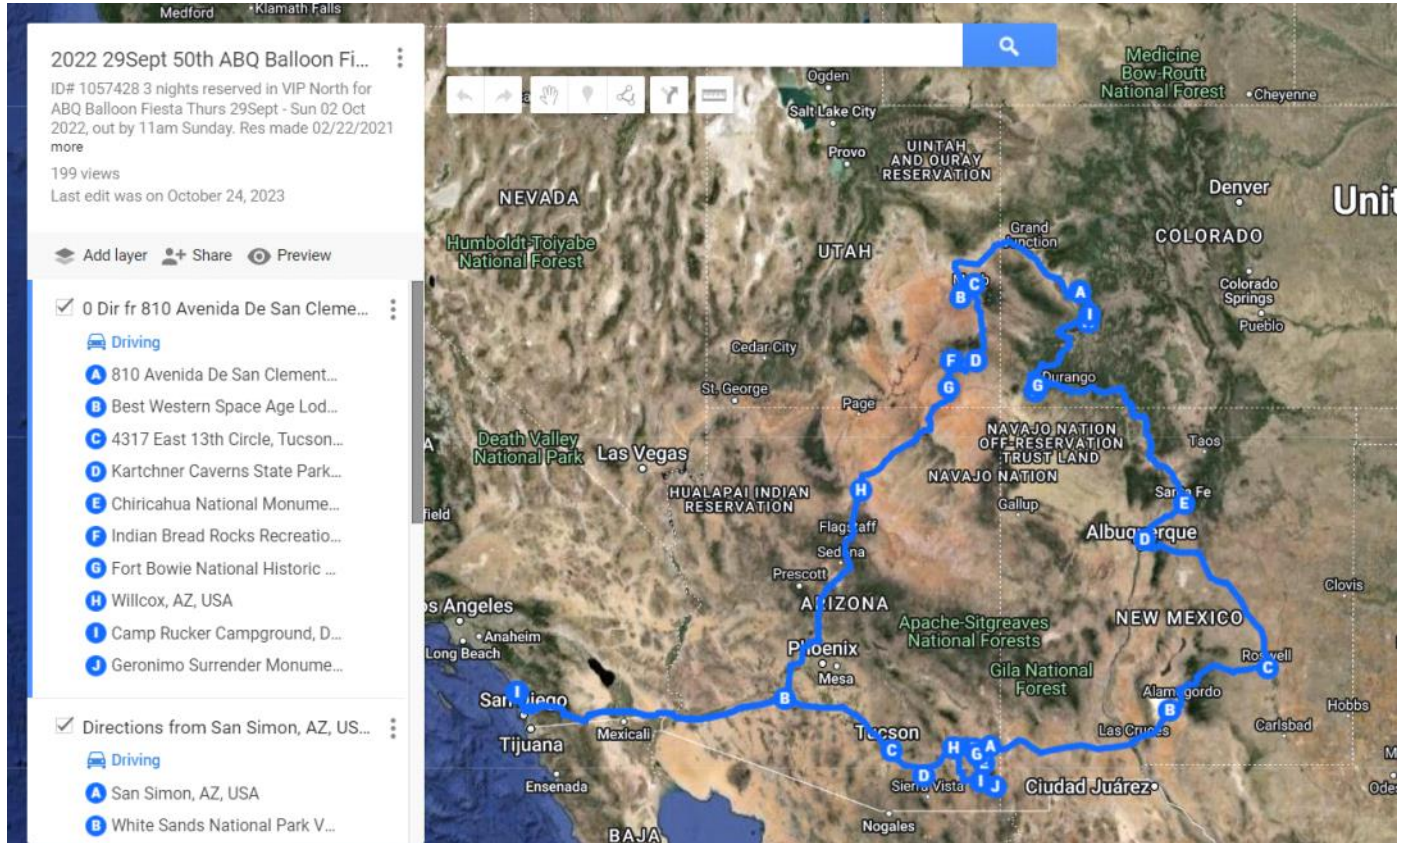 2022 29Sept 50th ABQ Balloon Fi...
ID# 1057428 3 nights reserved in VIP North for
ABQ Balloon Fiesta Thurs 29Sept - Sun 02 Oct
2022, out by 11am Sunday. Res made 02/22/2021
more
199 views
Last edit was on October 24, 2023
Add layer
Share
Preview
0 Dir fr 810 Avenida De San Cleme...
Driving
A 810 Avenida De San Clement...
B Best Western Space Age Lod...
C 4317 East 13th Circle, Tucson...
D Kartchner Caverns State Park...
E Chiricahua National Monume...
F Indian Bread Rocks Recreatio...
G Fort Bowie National Historic ...
H Willcox, AZ, USA
I Camp Rucker Campground, D...
J Geronimo Surrender Monume...
Directions from San Simon, AZ, US...
Driving
A San Simon, AZ, USA
B White Sands National Park V...
Medford
Klamath Falls
Medicine
Bow-Routt
National Forest
Cheyenne
Ogden
Salt Lake City
Provo
UINTAH
AND OURAY
RESERVATION
NEVADA
Denver
Unit
Humboldt-Toiyabe
National Forest
UTAH
Grand
Junction
COLORADO
Colorado
Springs
Pueblo
B
C
A
I
Cedar City
F
D
G
St. George
Page
G
Durango
Death Valley
National Park
Las Vegas
NAVAJO NATION
OFF-RESERVATION
TRUST LAND
Taos
NAVAJO NATION
HUALAPAI INDIAN
RESERVATION
H
Gallup
Santa Fe
E
field
Flagstaff
Albuquerque
D
Sedona
Prescott
Clovis
os Angeles
ARIZONA
Apache-Sitgreaves
National Forests
NEW MEXICO
Anaheim
Long Beach
Phoenix
Mesa
Gila National
Forest
Roswell
C
I
San Diego
B
Alamogordo
B
Hobbs
Carlsbad
Las Cruces
Tijuana
Mexicali
Tucson
C
H
G
A
E
D
I
J
Sierra Vista
Ciudad Juárez
Ensenada
Nogales
BAJA
M
Ode